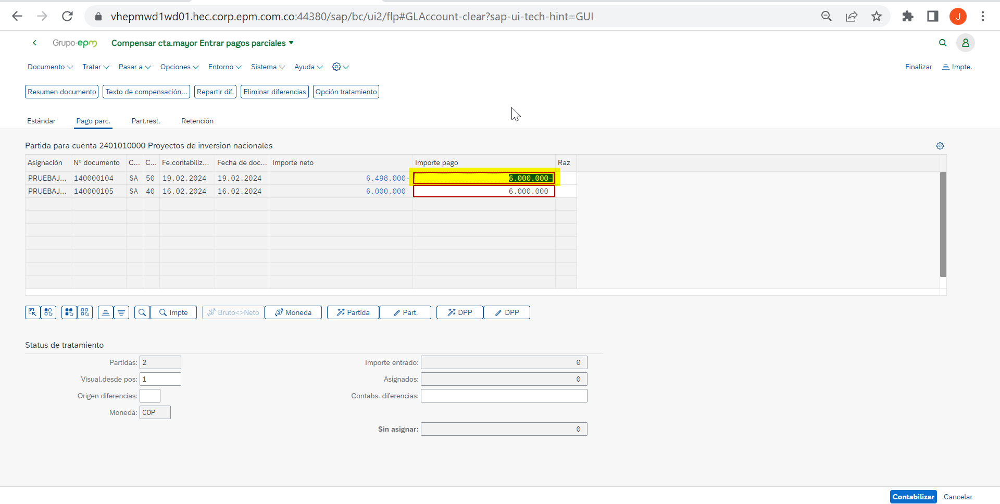 vhepmwd1wd01.hec.corp.epm.com.co:44380/sap/bc/ui2/flp#GLAccount-clear?sap-ui-tech-hint=GUI
J
Grupo·epm Compensar cta.mayor Entrar pagos parciales
Documento Tratar Pasar a Opciones Entorno Sistema Ayuda Finalizar Impte.
Resumen documento Texto de compensación... Repartir dif. Eliminar diferencias Opción tratamiento
Estándar Pago parc. Part.rest. Retención
Partida para cuenta 2401010000 Proyectos de inversion nacionales
Asignación Nº documento C... C... Fe.contabiliz... Fecha de doc... Importe neto Importe pago Raz
PRUEBAJ... 140000104 SA 50 19.02.2024 19.02.2024 6.498.000- 6.000.000-
PRUEBAJ... 140000105 SA 40 16.02.2024 16.02.2024 6.000.000 6.000.000
Impte Bruto<>Neto Moneda Partida Part. DPP DPP
Status de tratamiento
Partidas: 2 Importe entrado: 0
Visual.desde pos: 1 Asignados: 0
Origen diferencias: Contabs. diferencias:
Moneda: COP
Sin asignar: 0
Contabilizar Cancelar